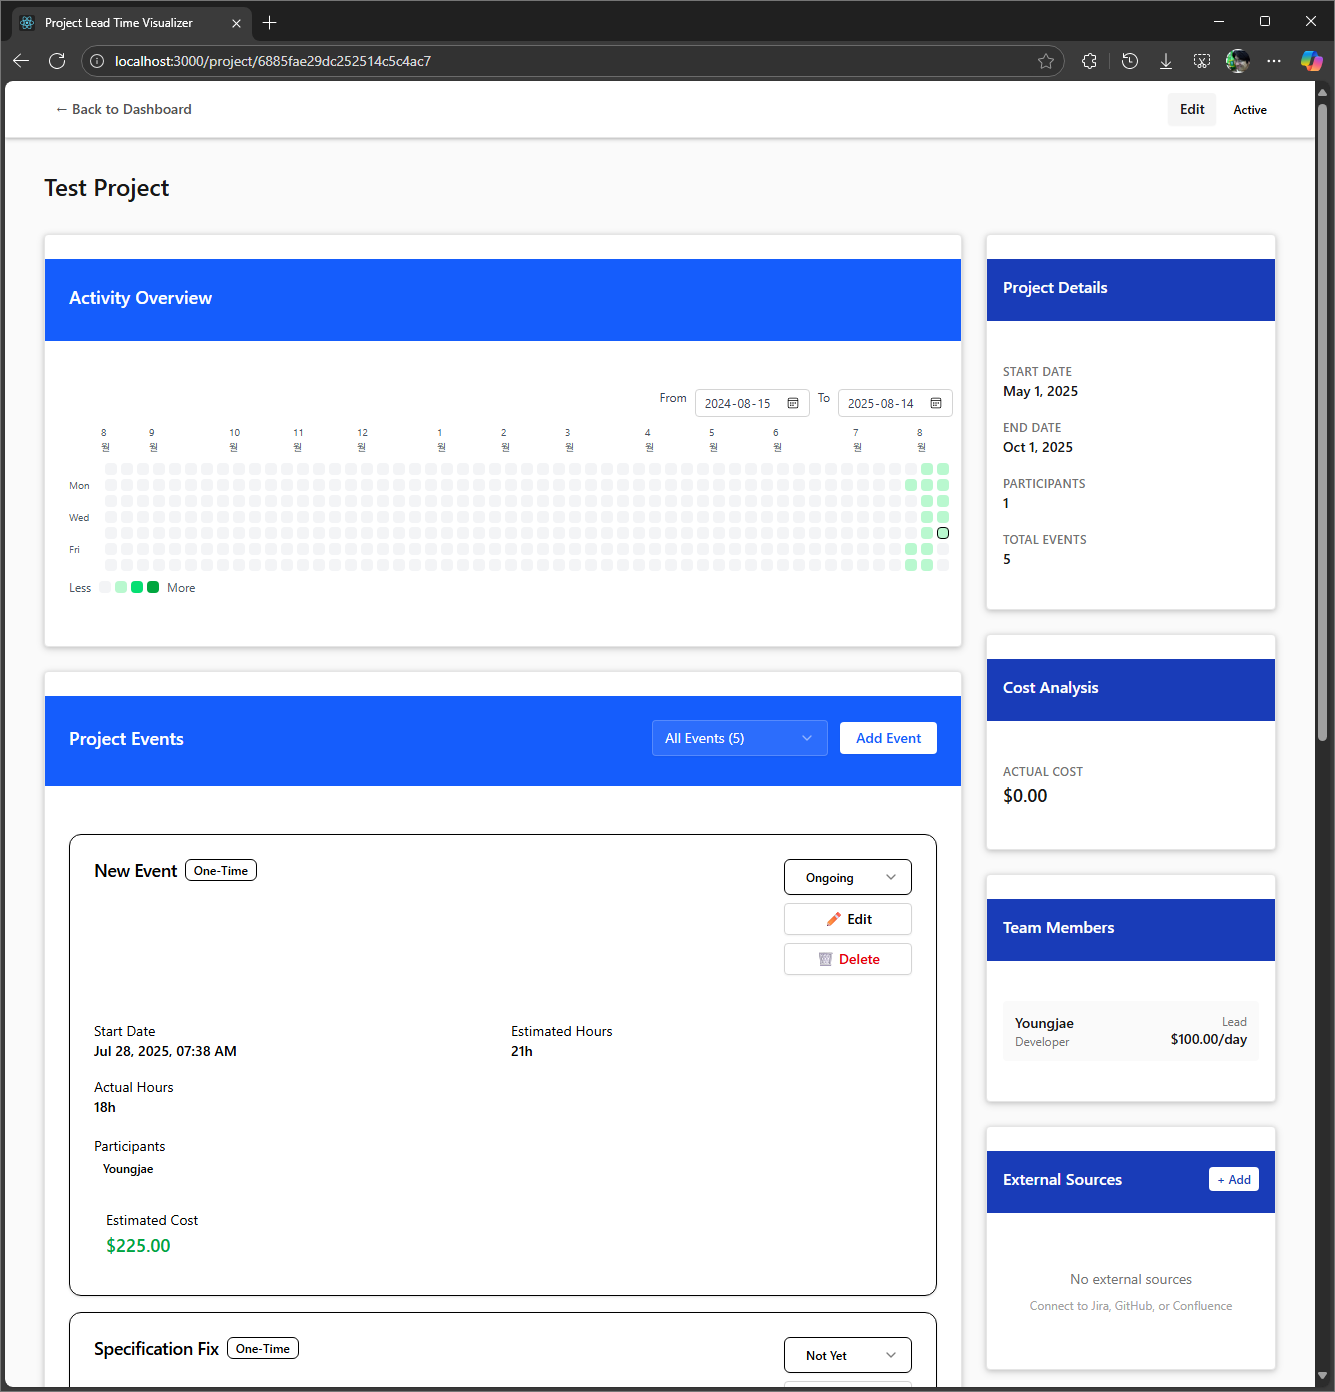 Project Lead Time Visualizer
localhost:3000/project/6885fae29dc252514c5c4ac7
← Back to Dashboard
Edit
Active
Test Project
Activity Overview
From
2024-08-15
To
2025-08-14
8월 9월 10월 11월 12월 1월 2월 3월 4월 5월 6월 7월 8월
Mon
Wed
Fri
Less
More
Project Events
All Events (5)
Add Event
New Event
One-Time
Ongoing
Edit
Delete
Start Date
Jul 28, 2025, 07:38 AM
Estimated Hours
21h
Actual Hours
18h
Participants
Youngjae
Estimated Cost
$225.00
Specification Fix
One-Time
Not Yet
Project Details
START DATE
May 1, 2025
END DATE
Oct 1, 2025
PARTICIPANTS
1
TOTAL EVENTS
5
Cost Analysis
ACTUAL COST
$0.00
Team Members
Youngjae
Developer
Lead
$100.00/day
External Sources
+ Add
No external sources
Connect to Jira, GitHub, or Confluence